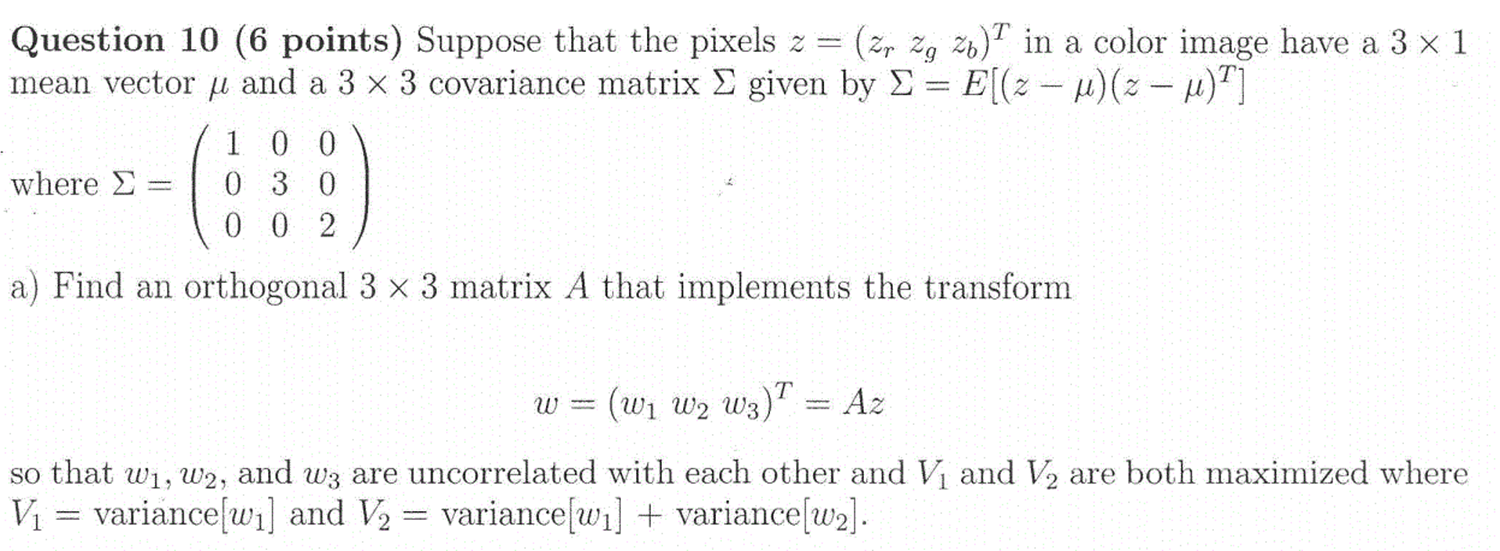 Question 10 (6 points) Suppose that the pixels z = (z_r z_g z_b)^T in a color image have a 3 × 1
mean vector μ and a 3 × 3 covariance matrix Σ given by Σ = E[(z − μ)(z − μ)^T]
1 0 0
where Σ = 0 3 0
0 0 2
a) Find an orthogonal 3 × 3 matrix A that implements the transform
w = (w_1 w_2 w_3)^T = Az
so that w_1, w_2, and w_3 are uncorrelated with each other and V_1 and V_2 are both maximized where
V_1 = variance[w_1] and V_2 = variance[w_1] + variance[w_2].